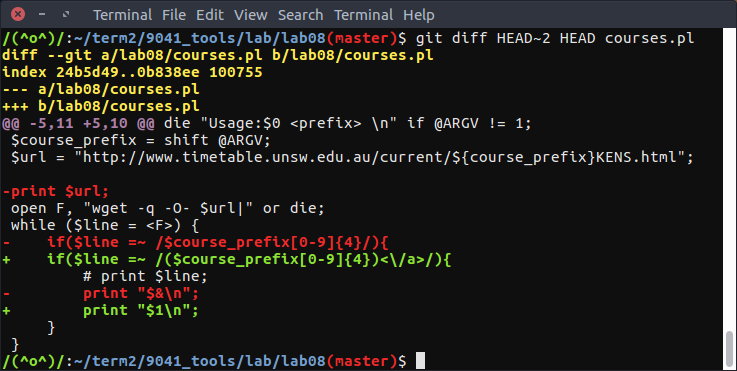 Terminal File Edit View Search Terminal Help
/(^o^)/:~/term2/9041_tools/lab/lab08(master)$ git diff HEAD~2 HEAD courses.pl
diff --git a/lab08/courses.pl b/lab08/courses.pl
index 24b5d49..0b838ee 100755
--- a/lab08/courses.pl
+++ b/lab08/courses.pl
@@ -5,11 +5,10 @@ die "Usage:$0 <prefix> \n" if @ARGV != 1;
 $course_prefix = shift @ARGV;
 $url = "http://www.timetable.unsw.edu.au/current/${course_prefix}KENS.html";
-print $url;
 open F, "wget -q -O- $url|" or die;
 while ($line = <F>) {
-    if($line =~ /$course_prefix[0-9]{4}/){
+    if($line =~ /($course_prefix[0-9]{4})<\/a>/){
         # print $line;
-        print "$&\n";
+        print "$1\n";
     }
 }
/(^o^)/:~/term2/9041_tools/lab/lab08(master)$